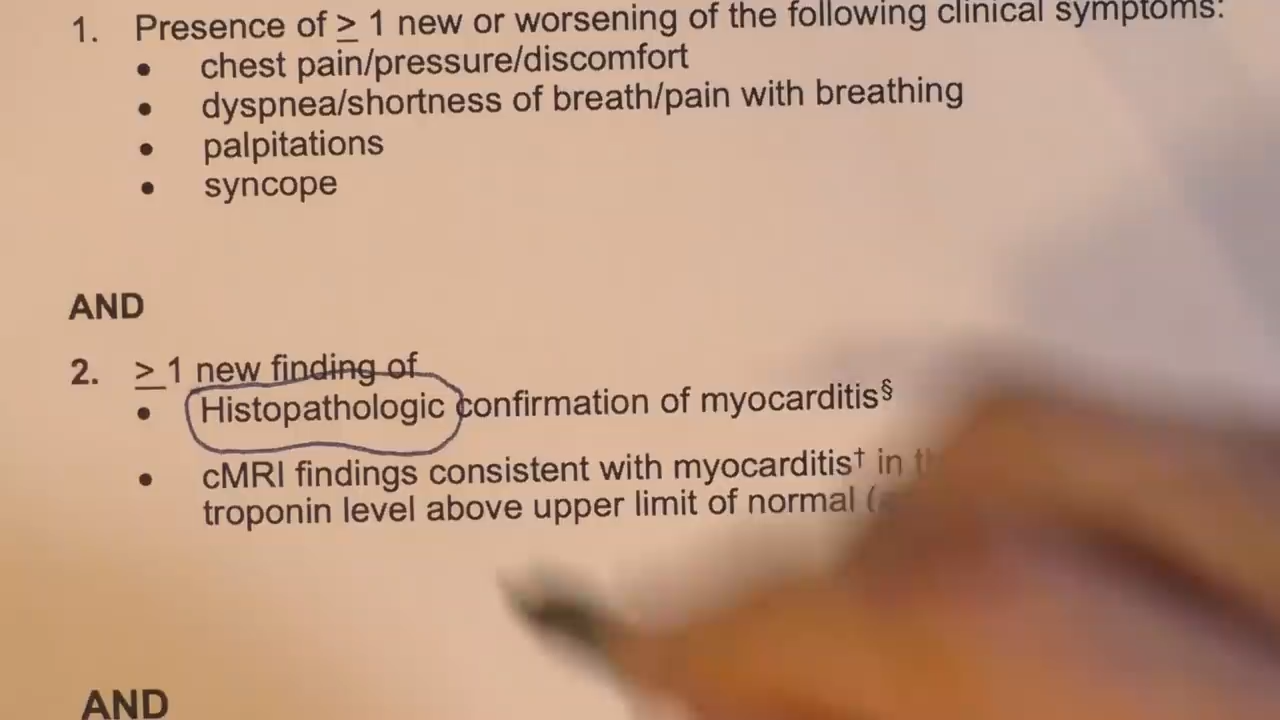 1. Presence of ≥ 1 new or worsening of the following clinical symptoms:
• chest pain/pressure/discomfort
• dyspnea/shortness of breath/pain with breathing
• palpitations
• syncope
AND
2. ≥ 1 new finding of
• Histopathologic confirmation of myocarditis§
• cMRI findings consistent with myocarditis† in
troponin level above upper limit of normal (
AND